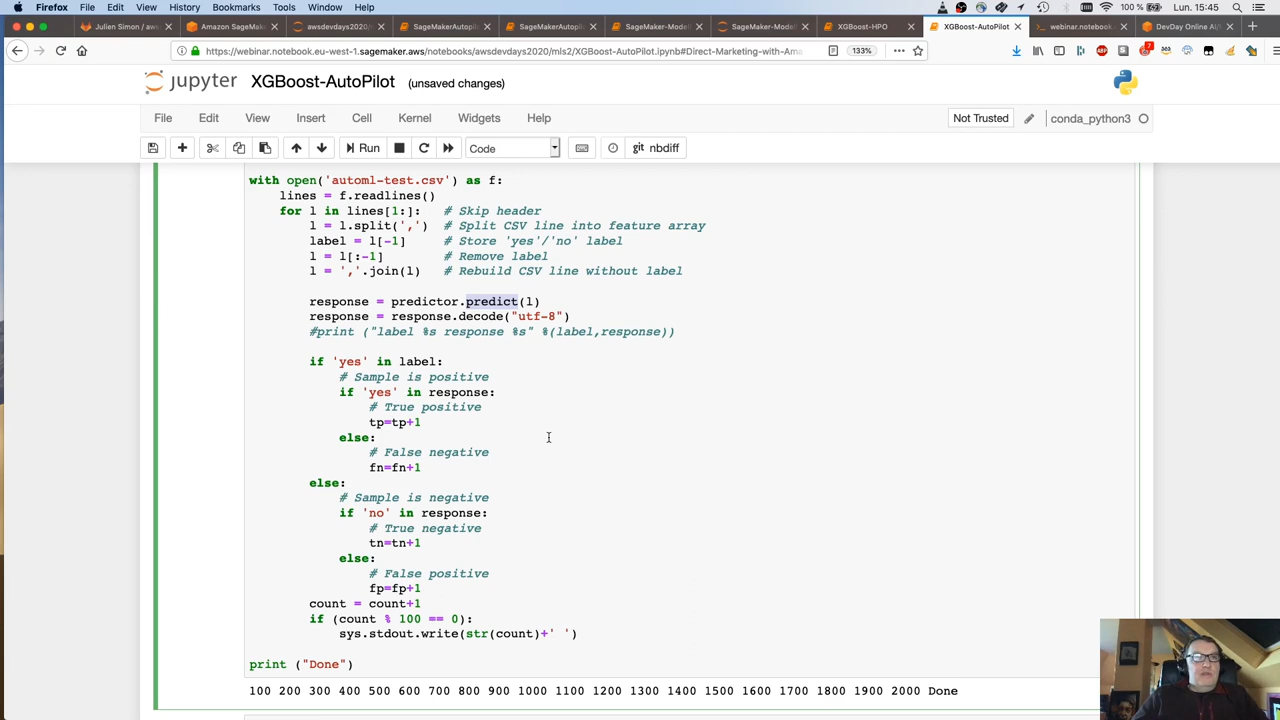 Firefox File Edit View History Bookmarks Tools Window Help 100 % Lun. 15:45
Julien Simon / aw Amazon SageMake awsdevdays2020/ SageMakerAutopil SageMakerAutopi SageMaker-Model SageMaker-Model XGBoost-HPO XGBoost-AutoPilot webinar.notebook. DevDay Online AI/
https://webinar.notebook.eu-west-1.sagemaker.aws/notebooks/awsdevdays2020/mls2/XGBoost-AutoPilot.ipynb#Direct-Marketing-with-Ama 133%
jupyter XGBoost-AutoPilot (unsaved changes)
File Edit View Insert Cell Kernel Widgets Help Not Trusted conda_python3
Run Code git nbdiff
with open('automl-test.csv') as f:
lines = f.readlines()
for l in lines[1:]: # Skip header
l = l.split(',') # Split CSV line into feature array
label = l[-1] # Store 'yes'/'no' label
l = l[:-1] # Remove label
l = ','.join(l) # Rebuild CSV line without label
response = predictor.predict(l)
response = response.decode("utf-8")
#print ("label %s response %s" %(label,response))
if 'yes' in label:
# Sample is positive
if 'yes' in response:
# True positive
tp=tp+1
else:
# False negative
fn=fn+1
else:
# Sample is negative
if 'no' in response:
# True negative
tn=tn+1
else:
# False positive
fp=fp+1
count = count+1
if (count % 100 == 0):
sys.stdout.write(str(count)+' ')
print ("Done")
100 200 300 400 500 600 700 800 900 1000 1100 1200 1300 1400 1500 1600 1700 1800 1900 2000 Done